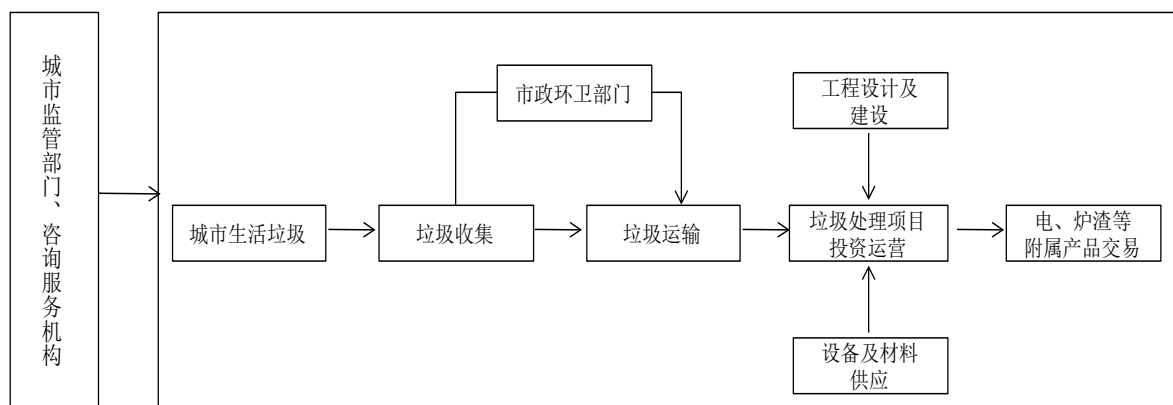 城市监管部门、咨询服务机构
市政环卫部门
工程设计及
建设
城市生活垃圾
垃圾收集
垃圾运输
垃圾处理项目
投资运营
电、炉渣等
附属产品交易
设备及材料
供应